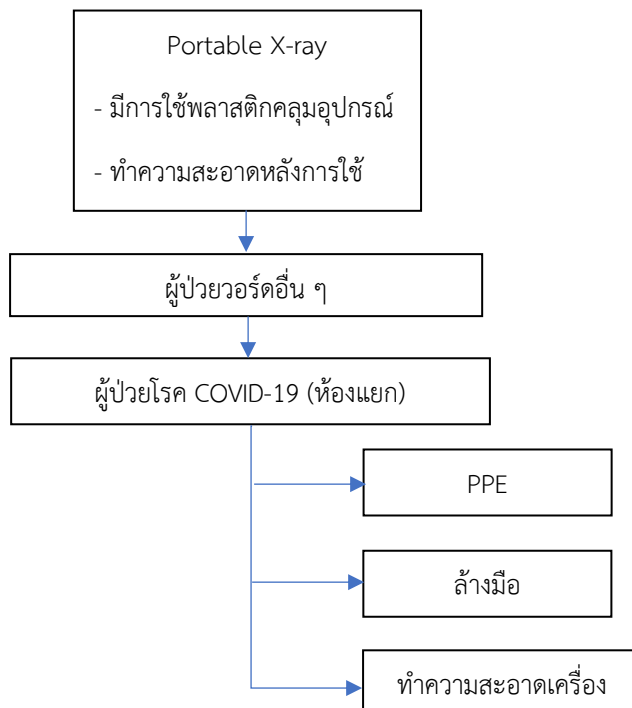 Portable X-ray
- มีการใช้พลาสติกคลุมอุปกรณ์
- ทำความสะอาดหลังการใช้
ผู้ป่วยวอร์ดอื่น ๆ
ผู้ป่วยโรค COVID-19 (ห้องแยก)
PPE
ล้างมือ
ทำความสะอาดเครื่อง